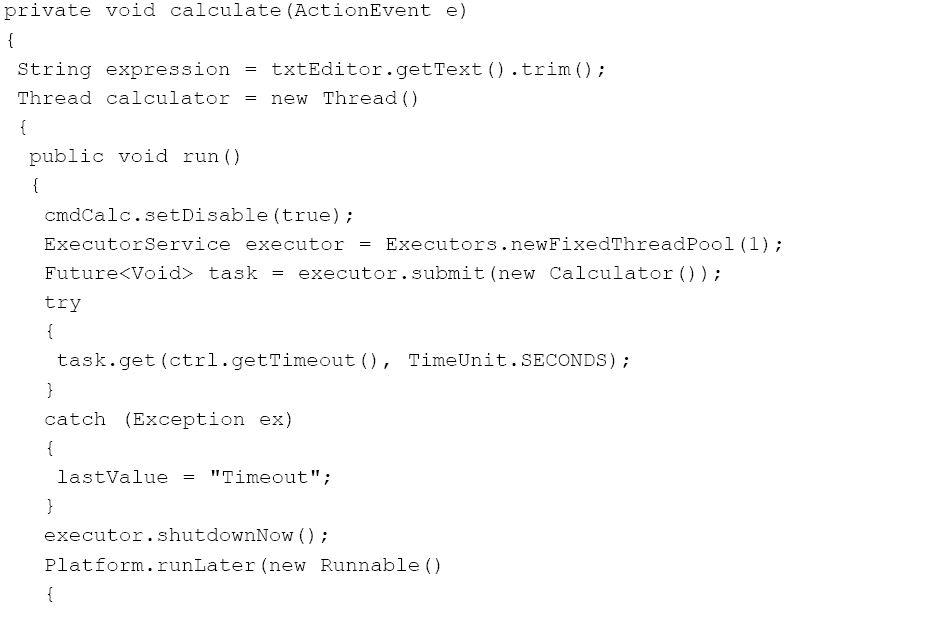 private void calculate(ActionEvent e)
{
String expression = txtEditor.getText().trim();
Thread calculator = new Thread()
{
public void run()
{
cmdCalc.setDisable(true);
ExecutorService executor = Executors.newFixedThreadPool(1);
Future<Void> task = executor.submit(new Calculator());
try
{
task.get(ctrl.getTimeout(), TimeUnit.SECONDS);
}
catch (Exception ex)
{
lastValue = "Timeout";
}
executor.shutdownNow();
Platform.runLater(new Runnable()
{